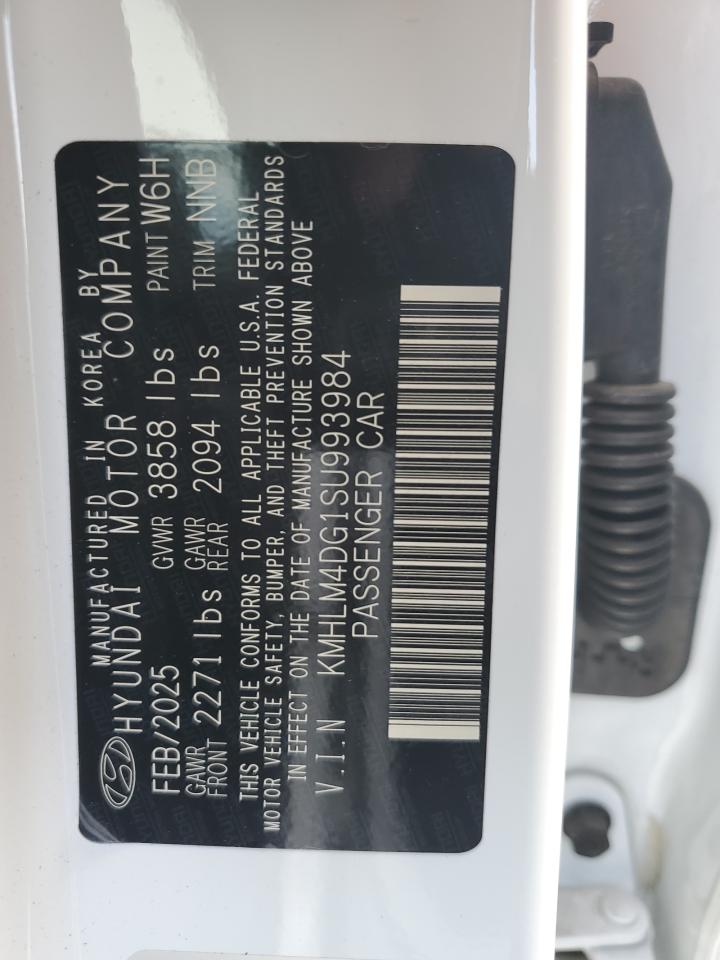 MANUFACTURED IN KOREA BY
HYUNDAI MOTOR COMPANY
FEB/2025 GVWR 3858 lbs PAINT W6H
GAWR FRONT 2271 lbs GAWR REAR 2094 lbs TRIM NNB
THIS VEHICLE CONFORMS TO ALL APPLICABLE U.S.A. FEDERAL
MOTOR VEHICLE SAFETY, BUMPER, AND THEFT PREVENTION STANDARDS
IN EFFECT ON THE DATE OF MANUFACTURE SHOWN ABOVE
V.I.N KMHLM4DG1SU993984
PASSENGER CAR